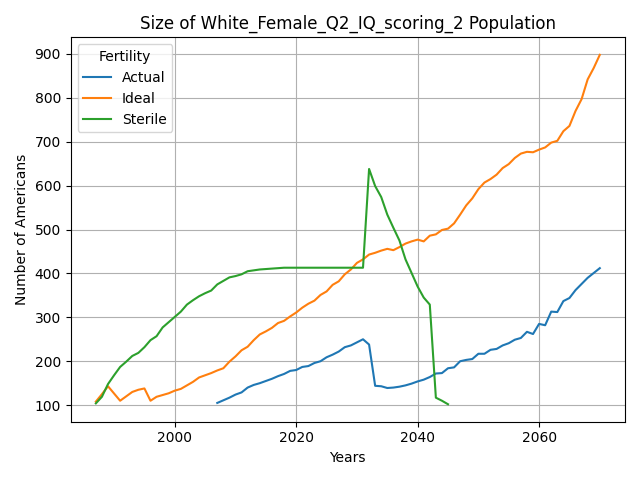 Size of White_Female_Q2_IQ_scoring_2 Population
Fertility
Actual
Ideal
Sterile
Number of Americans
900
800
700
600
500
400
300
200
100
2000
2020
2040
2060
Years